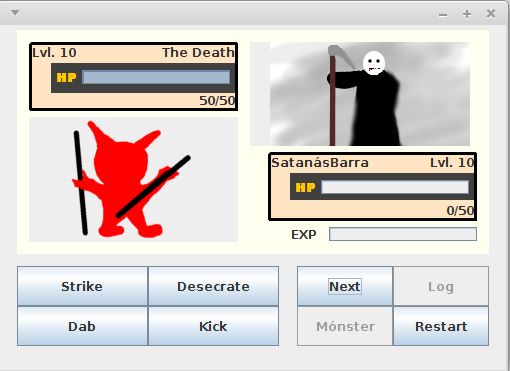 Lvl. 10 The Death
HP
50/50
SatanásBarra Lvl. 10
HP
0/50
EXP
Strike Desecrate Next Log
Dab Kick Mónster Restart